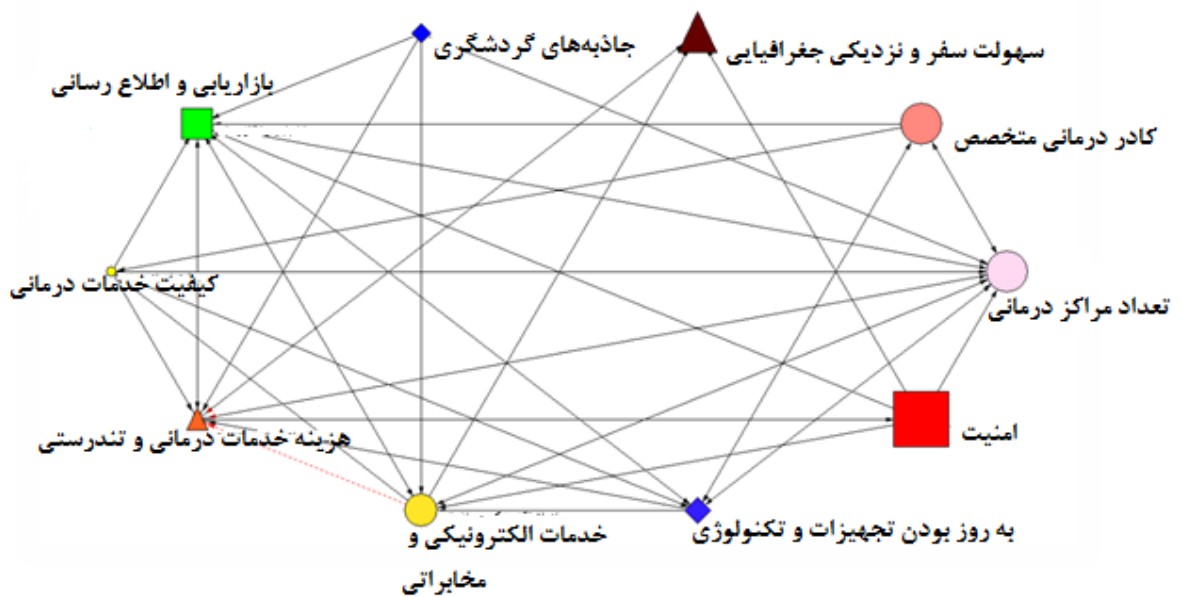 جاذبه‌های گردشگری
سهولت سفر و نزدیکی جغرافیایی
بازاریابی و اطلاع رسانی
کادر درمانی متخصص
کیفیت خدمات درمانی
تعداد مراکز درمانی
هزینه خدمات درمانی و تندرستی
امنیت
خدمات الکترونیکی و
مخابراتی
به روز بودن تجهیزات و تکنولوژی